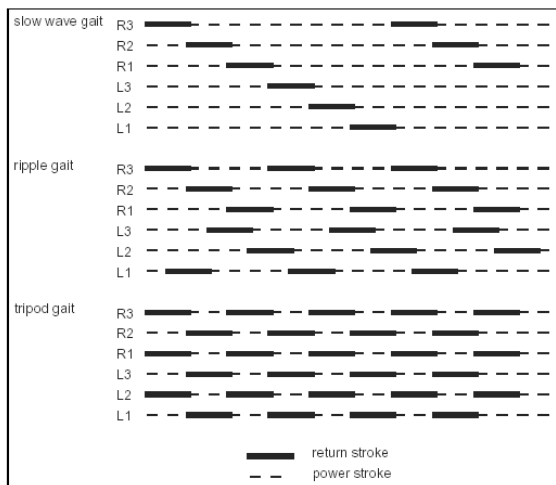 slow wave gait R3
R2
R1
L3
L2
L1
ripple gait R3
R2
R1
L3
L2
L1
tripod gait R3
R2
R1
L3
L2
L1
return stroke
power stroke